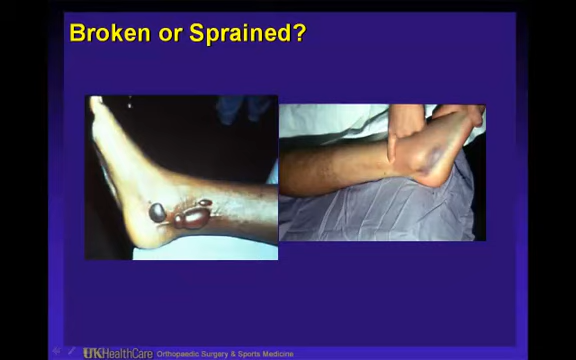 Broken or Sprained?
UKHealthCare Orthopaedic Surgery & Sports Medicine